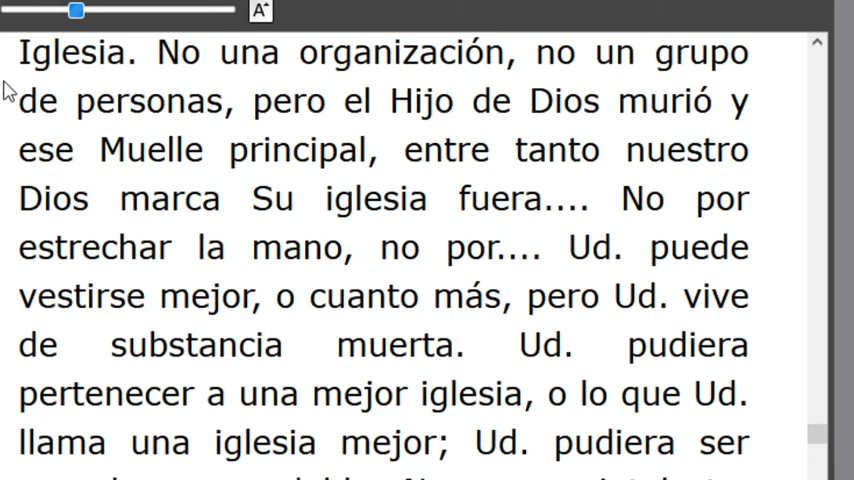 A
Iglesia. No una organización, no un grupo
de personas, pero el Hijo de Dios murió y
ese Muelle principal, entre tanto nuestro
Dios marca Su iglesia fuera.... No por
estrechar la mano, no por.... Ud. puede
vestirse mejor, o cuanto más, pero Ud. vive
de substancia muerta. Ud. pudiera
pertenecer a una mejor iglesia, o lo que Ud.
llama una iglesia mejor; Ud. pudiera ser